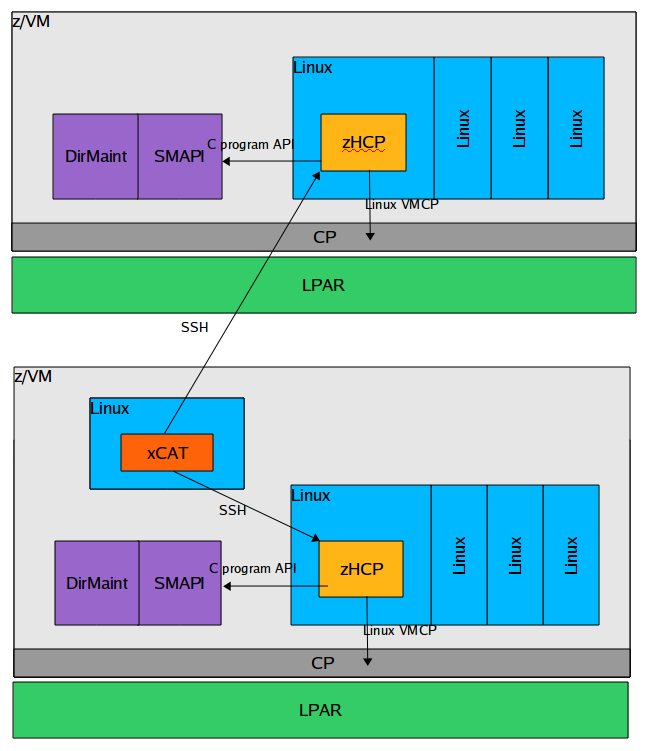 z/VM
Linux
Linux
Linux
Linux
C program API
zHCP
DirMaint
SMAPI
Linux VMCP
CP
LPAR
SSH
z/VM
Linux
xCAT
Linux
SSH
Linux
Linux
Linux
C program API
zHCP
DirMaint
SMAPI
Linux VMCP
CP
LPAR